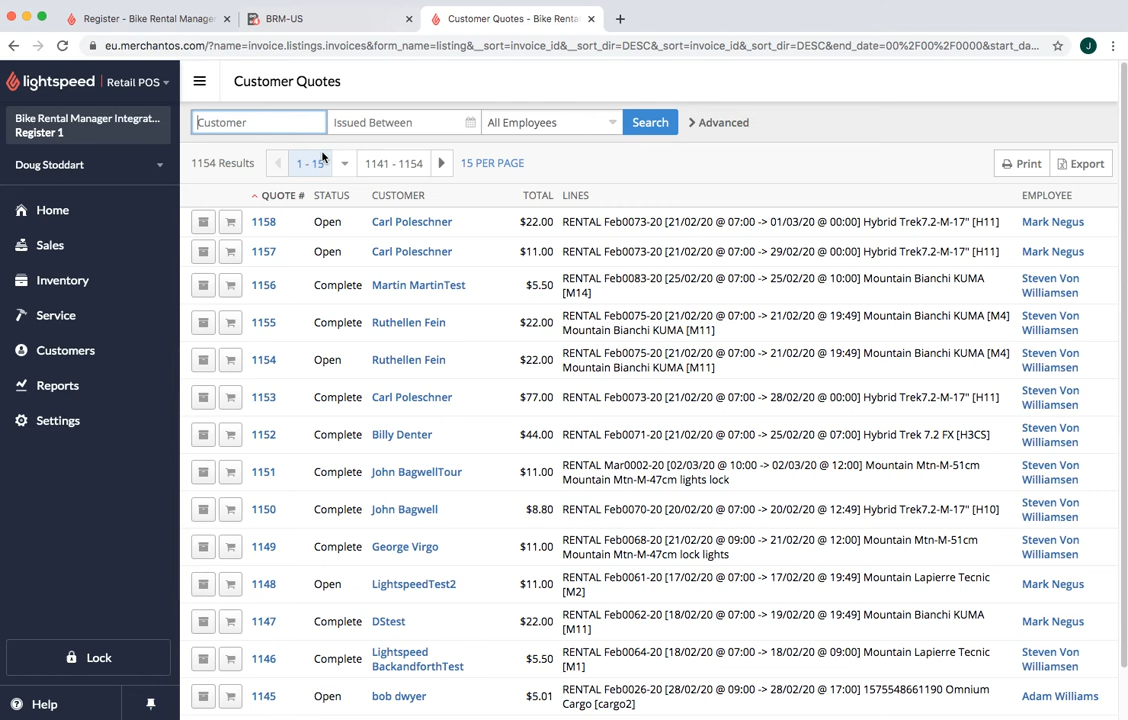 Register - Bike Rental Manage
BRM-US
Customer Quotes - Bike Renta
eu.merchantos.com/?name=invoice.listings.invoices&form_name=listing&__sort=invoice_id&__sort_dir=DESC&_sort=invoice_id&_sort_dir=DESC&end_date=00%2F00%2F0000&start_da...
J
lightspeed Retail POS
Customer Quotes
Bike Rental Manager Integrat...
Register 1
Doug Stoddart
Home
Sales
Inventory
Service
Customers
Reports
Settings
Lock
Help
Customer Issued Between All Employees Search Advanced
1154 Results 1 - 15 1141 - 1154 15 PER PAGE Print Export
QUOTE # STATUS CUSTOMER TOTAL LINES EMPLOYEE
1158 Open Carl Poleschner $22.00 RENTAL Feb0073-20 [21/02/20 @ 07:00 -> 01/03/20 @ 00:00] Hybrid Trek7.2-M-17" [H11] Mark Negus
1157 Open Carl Poleschner $11.00 RENTAL Feb0073-20 [21/02/20 @ 07:00 -> 29/02/20 @ 00:00] Hybrid Trek7.2-M-17" [H11] Mark Negus
1156 Complete Martin MartinTest $5.50 RENTAL Feb0083-20 [25/02/20 @ 07:00 -> 25/02/20 @ 10:00] Mountain Bianchi KUMA Steven Von
[M14] Williamsen
1155 Complete Ruthellen Fein $22.00 RENTAL Feb0075-20 [21/02/20 @ 07:00 -> 21/02/20 @ 19:49] Mountain Bianchi KUMA [M4] Steven Von
Mountain Bianchi KUMA [M11] Williamsen
1154 Open Ruthellen Fein $22.00 RENTAL Feb0075-20 [21/02/20 @ 07:00 -> 21/02/20 @ 19:49] Mountain Bianchi KUMA [M4] Steven Von
Mountain Bianchi KUMA [M11] Williamsen
1153 Complete Carl Poleschner $77.00 RENTAL Feb0073-20 [21/02/20 @ 07:00 -> 28/02/20 @ 00:00] Hybrid Trek7.2-M-17" [H11] Steven Von
Williamsen
1152 Complete Billy Denter $44.00 RENTAL Feb0071-20 [21/02/20 @ 07:00 -> 25/02/20 @ 07:00] Hybrid Trek 7.2 FX [H3CS] Steven Von
Williamsen
1151 Complete John BagwellTour $11.00 RENTAL Mar0002-20 [02/03/20 @ 10:00 -> 02/03/20 @ 12:00] Mountain Mtn-M-51cm Steven Von
Mountain Mtn-M-47cm lights lock Williamsen
1150 Complete John Bagwell $8.80 RENTAL Feb0070-20 [20/02/20 @ 07:00 -> 20/02/20 @ 12:49] Hybrid Trek7.2-M-17" [H10] Steven Von
Williamsen
1149 Complete George Virgo $11.00 RENTAL Feb0068-20 [21/02/20 @ 09:00 -> 21/02/20 @ 12:00] Mountain Mtn-M-51cm Steven Von
Mountain Mtn-M-47cm lock lights Williamsen
1148 Open LightspeedTest2 $11.00 RENTAL Feb0061-20 [17/02/20 @ 07:00 -> 17/02/20 @ 19:49] Mountain Lapierre Tecnic Mark Negus
[M2]
1147 Complete DStest $22.00 RENTAL Feb0062-20 [18/02/20 @ 07:00 -> 19/02/20 @ 19:49] Mountain Bianchi KUMA Mark Negus
[M11]
1146 Complete Lightspeed $5.50 RENTAL Feb0064-20 [18/02/20 @ 07:00 -> 18/02/20 @ 09:00] Mountain Lapierre Tecnic Steven Von
BackandforthTest [M1] Williamsen
1145 Open bob dwyer $5.01 RENTAL Feb0026-20 [28/02/20 @ 09:00 -> 28/02/20 @ 17:00] 1575548661190 Omnium Adam Williams
Cargo [cargo2]